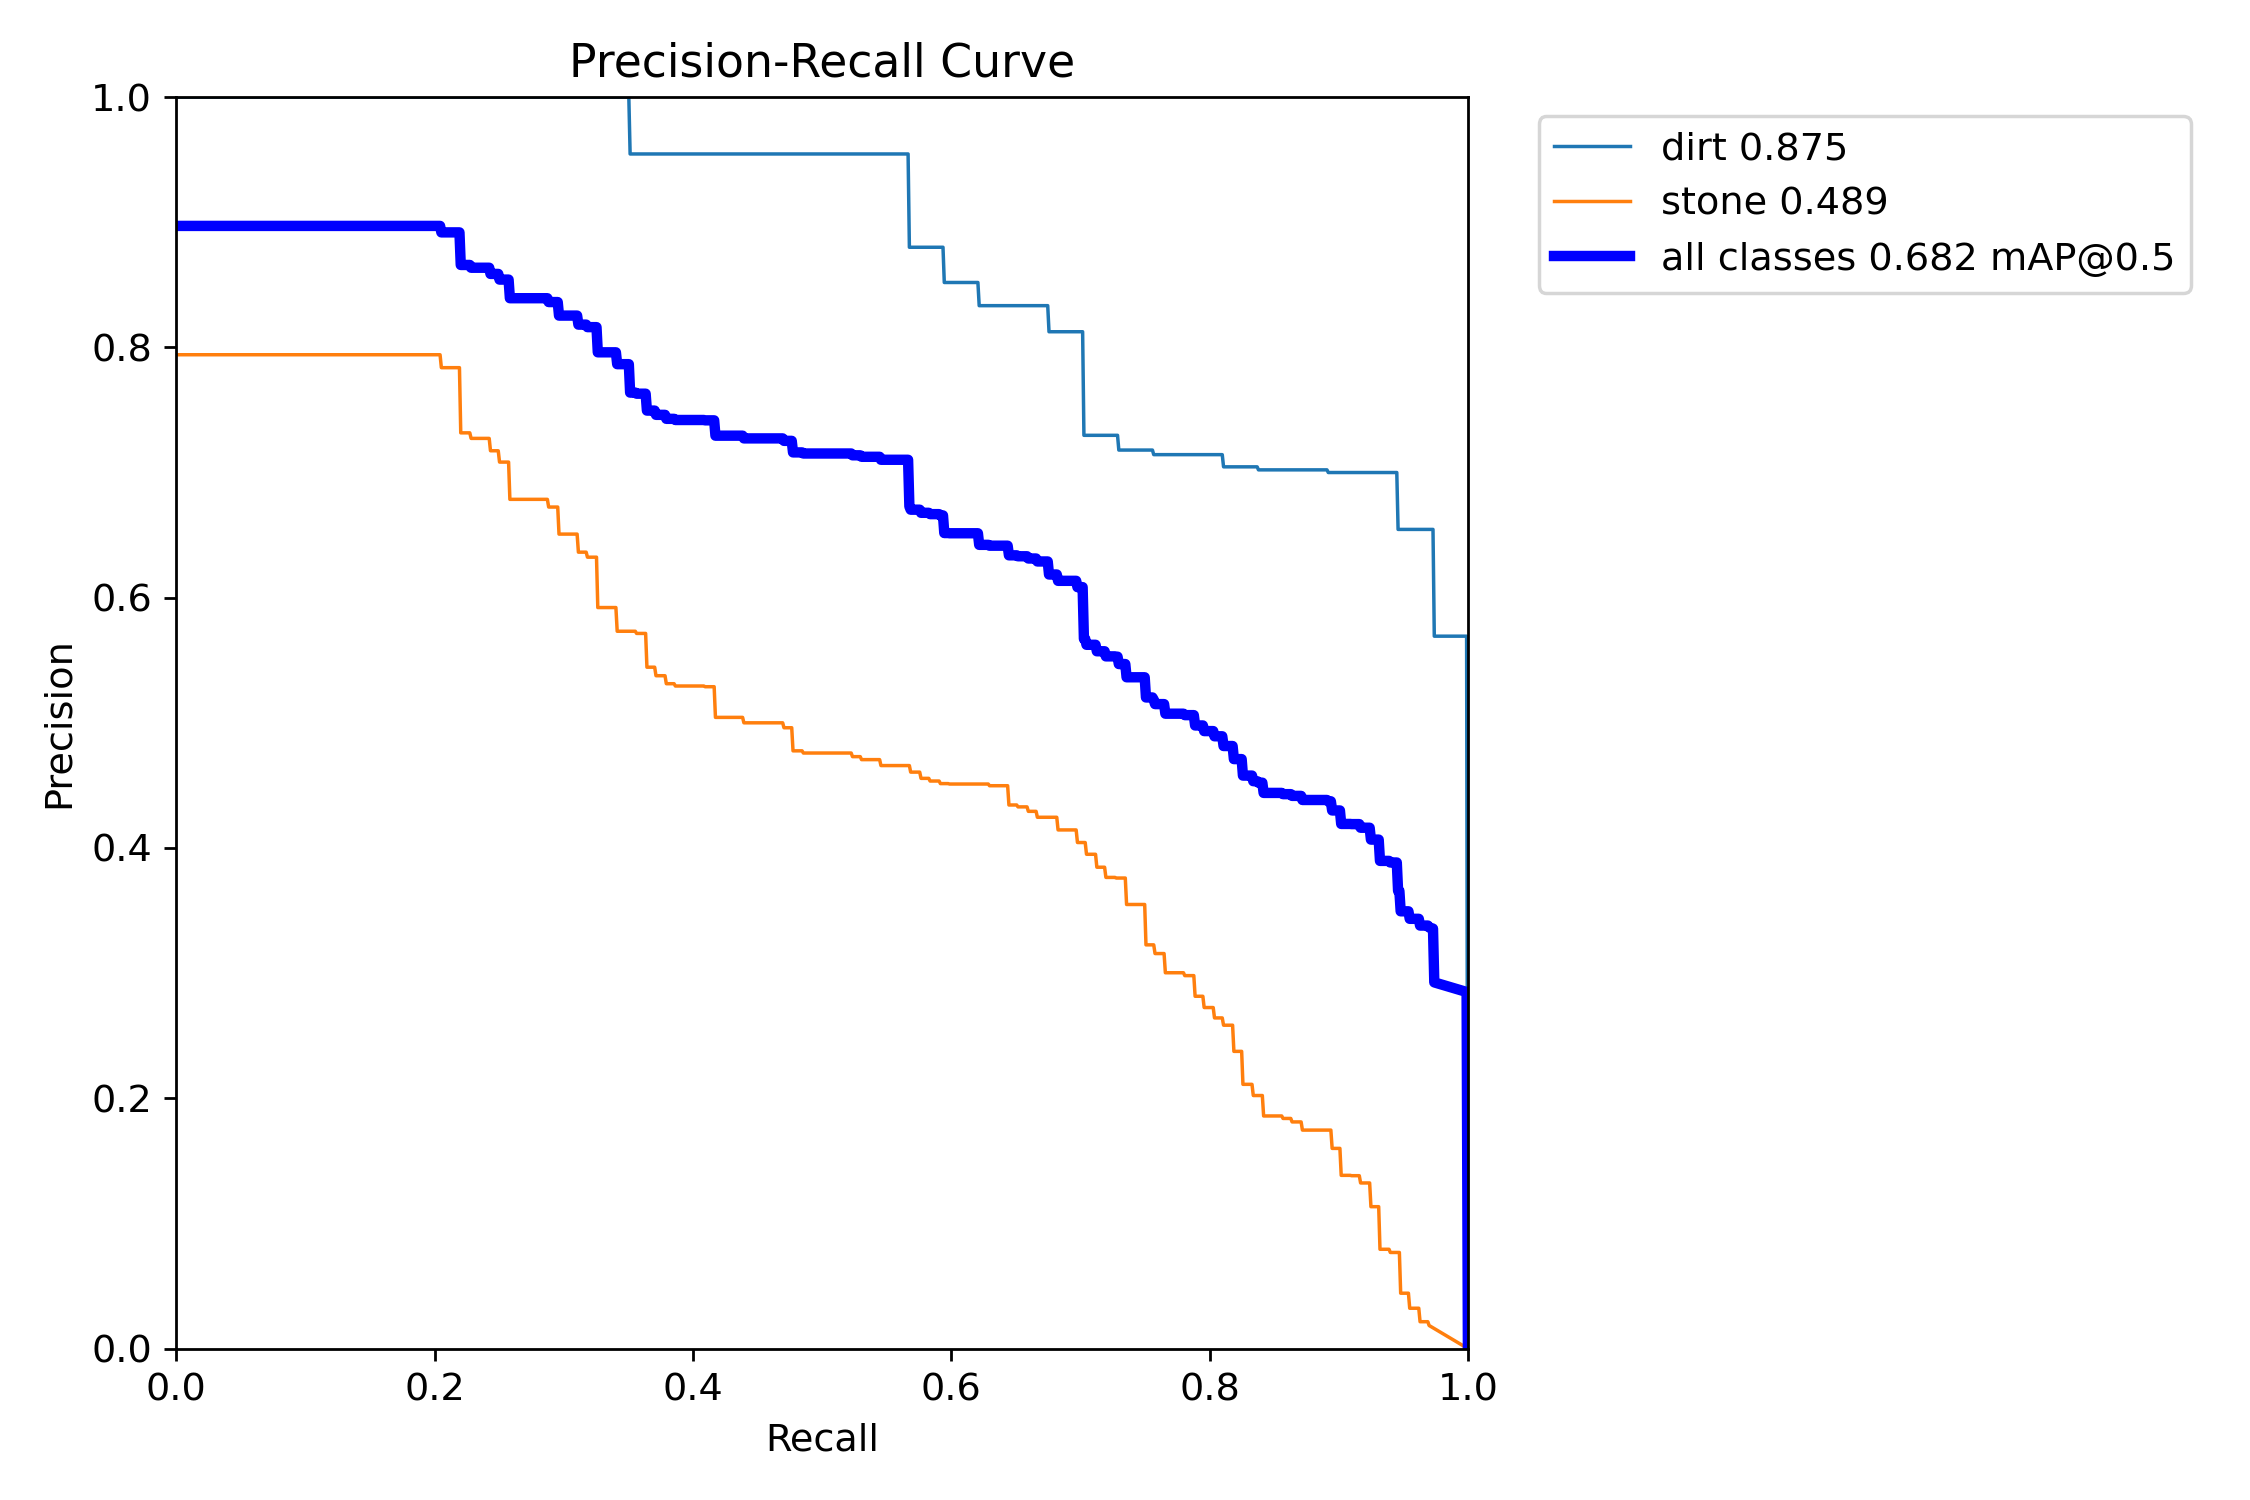 Precision-Recall Curve
dirt 0.875
stone 0.489
all classes 0.682 mAP@0.5
Precision
1.0
0.8
0.6
0.4
0.2
0.0
0.0 0.2 0.4 0.6 0.8 1.0
Recall